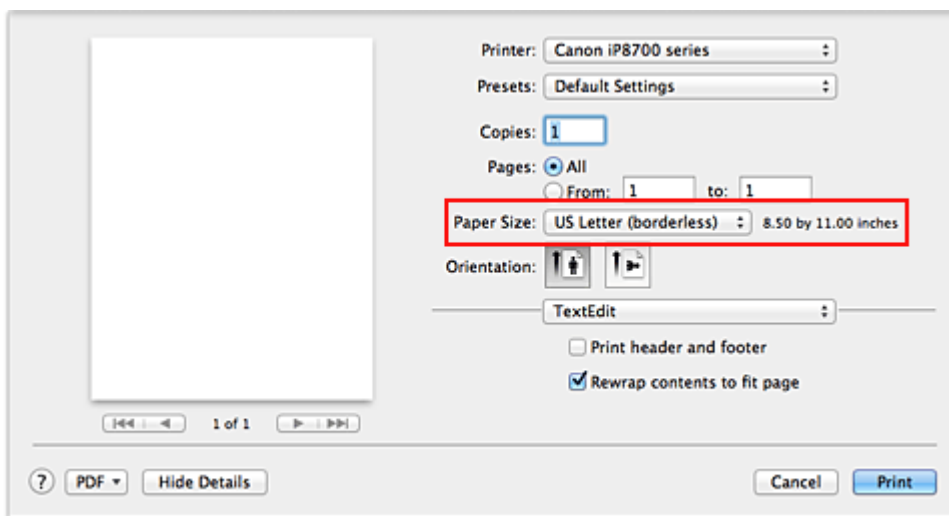 Printer: Canon iP8700 series
Presets: Default Settings
Copies: 1
Pages: All
From: 1 to: 1
Paper Size: US Letter (borderless) 8.50 by 11.00 inches
Orientation:
TextEdit
Print header and footer
Rewrap contents to fit page
1 of 1
? PDF Hide Details Cancel Print